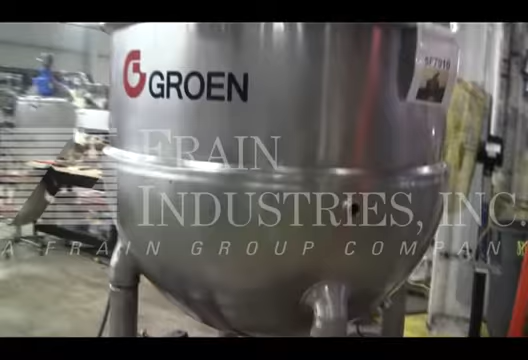 GROEN
FRAIN
INDUSTRIES, INC.
A FRAIN GROUP COMPANY